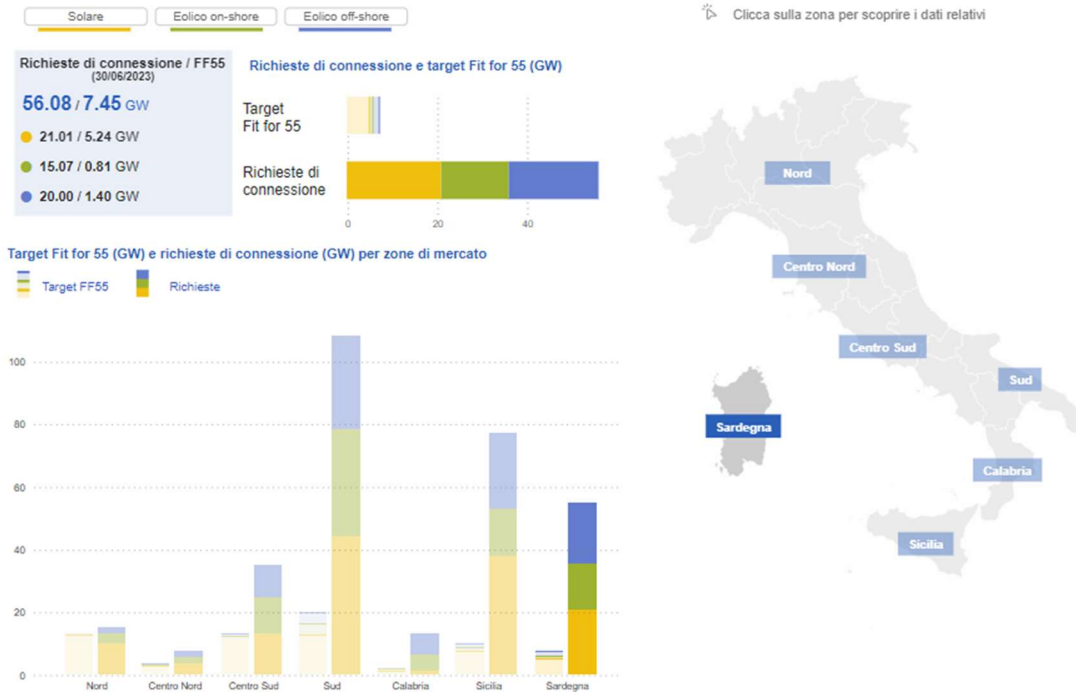 Solare
Eolico on-shore
Eolico off-shore
Clicca sulla zona per scoprire i dati relativi
Richieste di connessione / FF55
(30/06/2023)
56.08 / 7.45 GW
21.01 / 5.24 GW
15.07 / 0.81 GW
20.00 / 1.40 GW
Richieste di connessione e target Fit for 55 (GW)
Target
Fit for 55
Richieste di
connessione
0
20
40
Target Fit for 55 (GW) e richieste di connessione (GW) per zone di mercato
Target FF55
Richieste
100
80
60
40
20
0
Nord
Centro Nord
Centro Sud
Sud
Calabria
Sicilia
Sardegna
Nord
Centro Nord
Centro Sud
Sud
Sardegna
Calabria
Sicilia